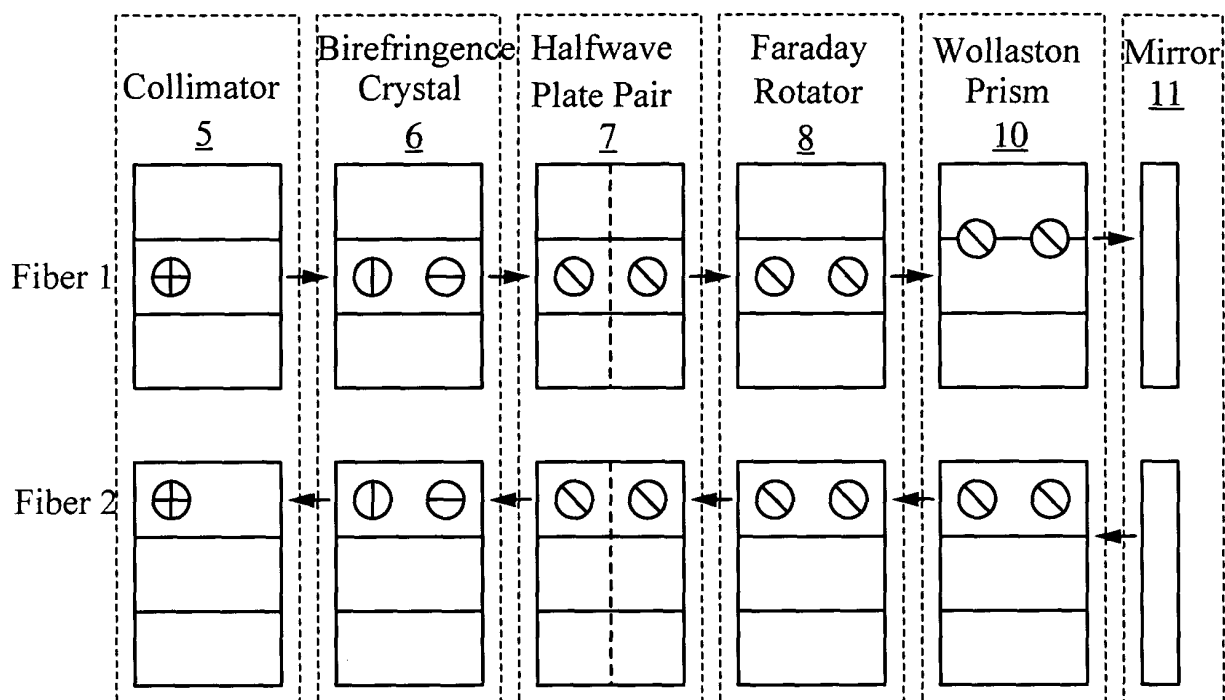 Collimator
5
Birefringence
Crystal
6
Halfwave
Plate Pair
7
Faraday
Rotator
8
Wollaston
Prism
10
Mirror
11
Fiber 1
Fiber 2